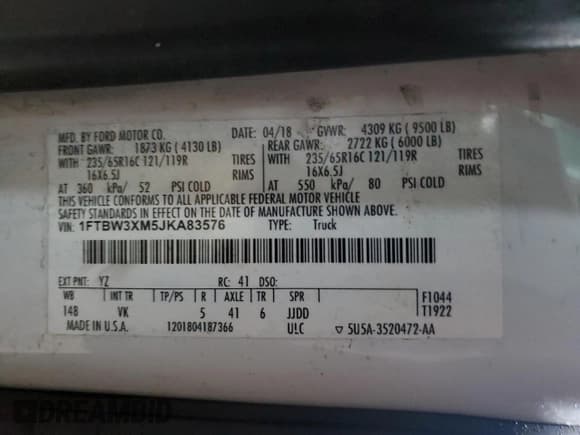 MFD. BY FORD MOTOR CO. DATE: 04/18 GVWR: 4309 KG ( 9500 LB)
FRONT GAWR: 1873 KG ( 4130 LB) REAR GAWR: 2722 KG ( 6000 LB)
WITH 235/65R16C 121/119R TIRES WITH 235/65R16C 121/119R TIRES
16X6.5J RIMS 16X6.5J RIMS
AT 360 kPa/ 52 PSI COLD AT 550 kPa/ 80 PSI COLD
THIS VEHICLE CONFORMS TO ALL APPLICABLE FEDERAL MOTOR VEHICLE
SAFETY STANDARDS IN EFFECT ON THE DATE OF MANUFACTURE SHOWN ABOVE.
VIN: 1FTBW3XM5JKA83576 TYPE: Truck
EXT PNT: YZ RC: 41 DSO:
WB INT TR TP/PS R AXLE TR SPR F1044
148 VK 5 41 6 JJDD T1922
MADE IN U.S.A. 1201804187366 ULC ▽ 5U5A-3520472-AA
DREAMBID